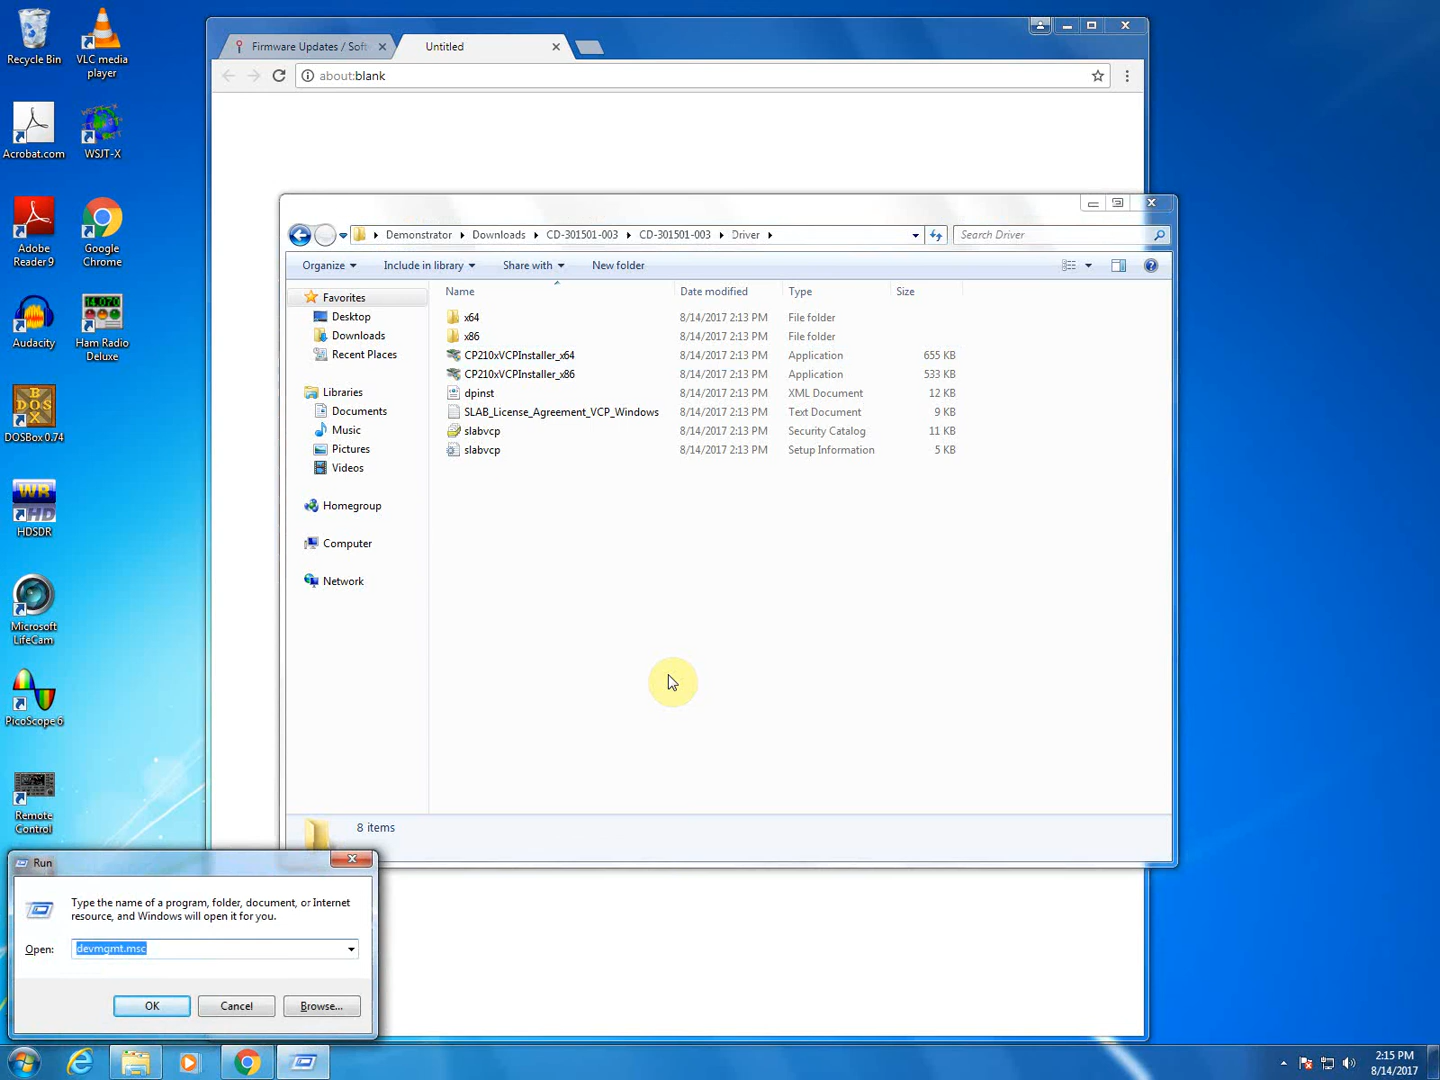 Recycle Bin
VLC media
player
Acrobat.com
WSJT-X
Adobe
Reader 9
Google
Chrome
Audacity
14.070
Ham Radio
Deluxe
DOS
BOX
DOSBox 0.74
WR
HD
HDSDR
Microsoft
LifeCam
PicoScope 6
Remote
Control
Firmware Updates / Soft
Untitled
about:blank
Demonstrator
Downloads
CD-301501-003
CD-301501-003
Driver
Search Driver
Organize
Include in library
Share with
New folder
Favorites
Desktop
Downloads
Recent Places
Libraries
Documents
Music
Pictures
Videos
Homegroup
Computer
Network
Name Date modified Type Size
x64 8/14/2017 2:13 PM File folder
x86 8/14/2017 2:13 PM File folder
CP210xVCPInstaller_x64 8/14/2017 2:13 PM Application 655 KB
CP210xVCPInstaller_x86 8/14/2017 2:13 PM Application 533 KB
dpinst 8/14/2017 2:13 PM XML Document 12 KB
SLAB_License_Agreement_VCP_Windows 8/14/2017 2:13 PM Text Document 9 KB
slabvcp 8/14/2017 2:13 PM Security Catalog 11 KB
slabvcp 8/14/2017 2:13 PM Setup Information 5 KB
8 items
Run
Type the name of a program, folder, document, or Internet
resource, and Windows will open it for you.
Open: devmgmt.msc
OK Cancel Browse...
2:15 PM
8/14/2017